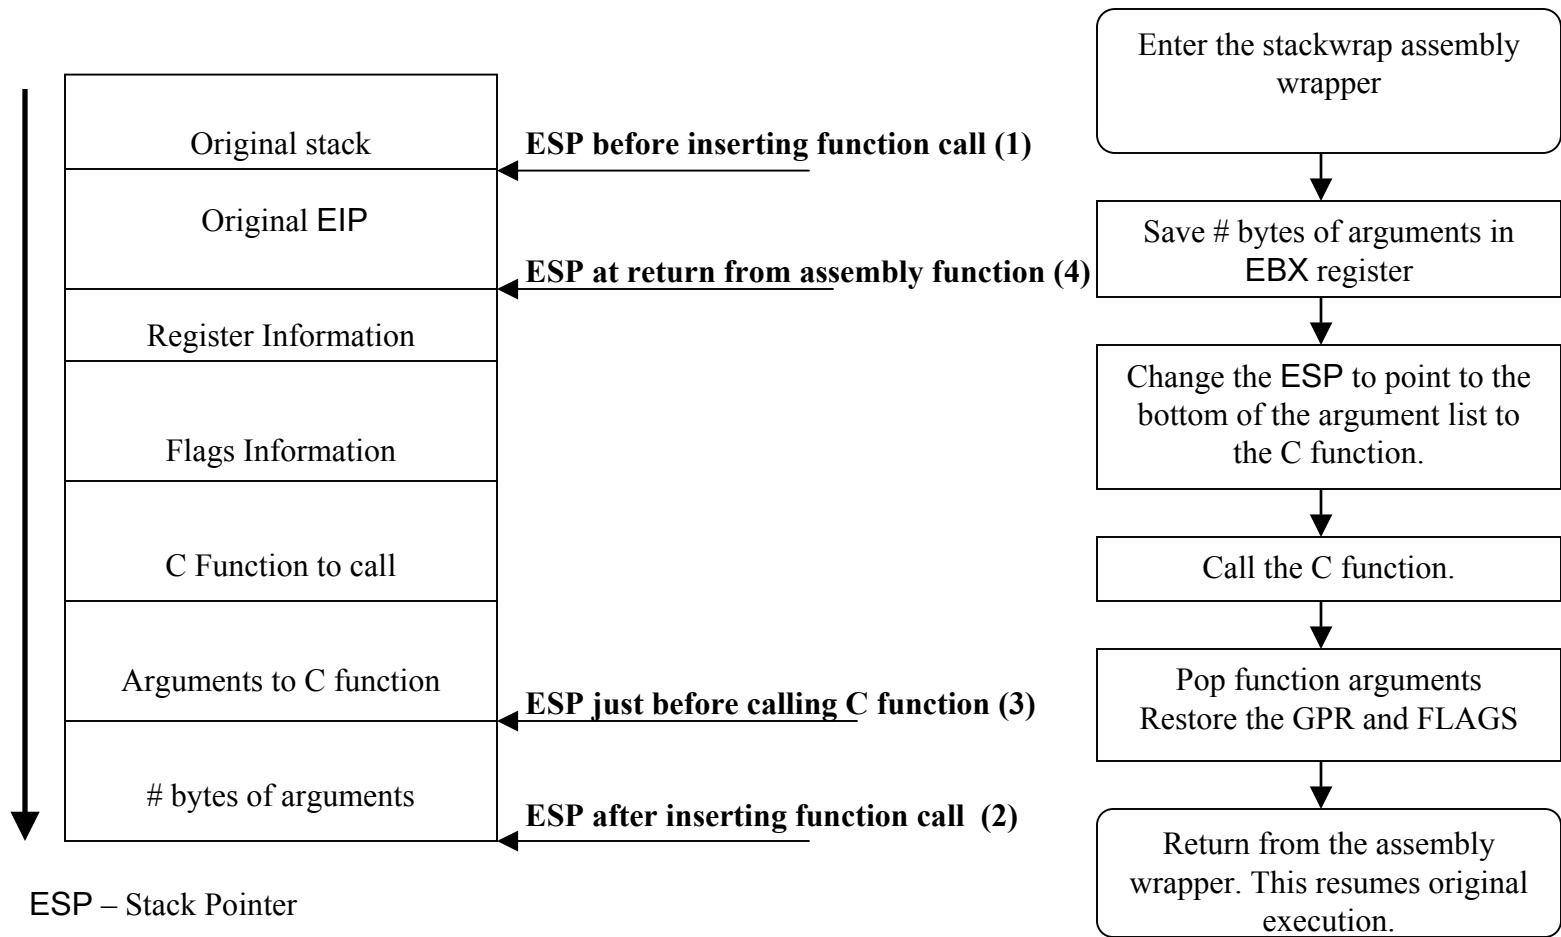 Original stack
Original EIP
Register Information
Flags Information
C Function to call
Arguments to C function
# bytes of arguments
ESP before inserting function call (1)
ESP at return from assembly function (4)
ESP just before calling C function (3)
ESP after inserting function call (2)
ESP – Stack Pointer
Enter the stackwrap assembly
wrapper
Save # bytes of arguments in
EBX register
Change the ESP to point to the
bottom of the argument list to
the C function.
Call the C function.
Pop function arguments
Restore the GPR and FLAGS
Return from the assembly
wrapper. This resumes original
execution.